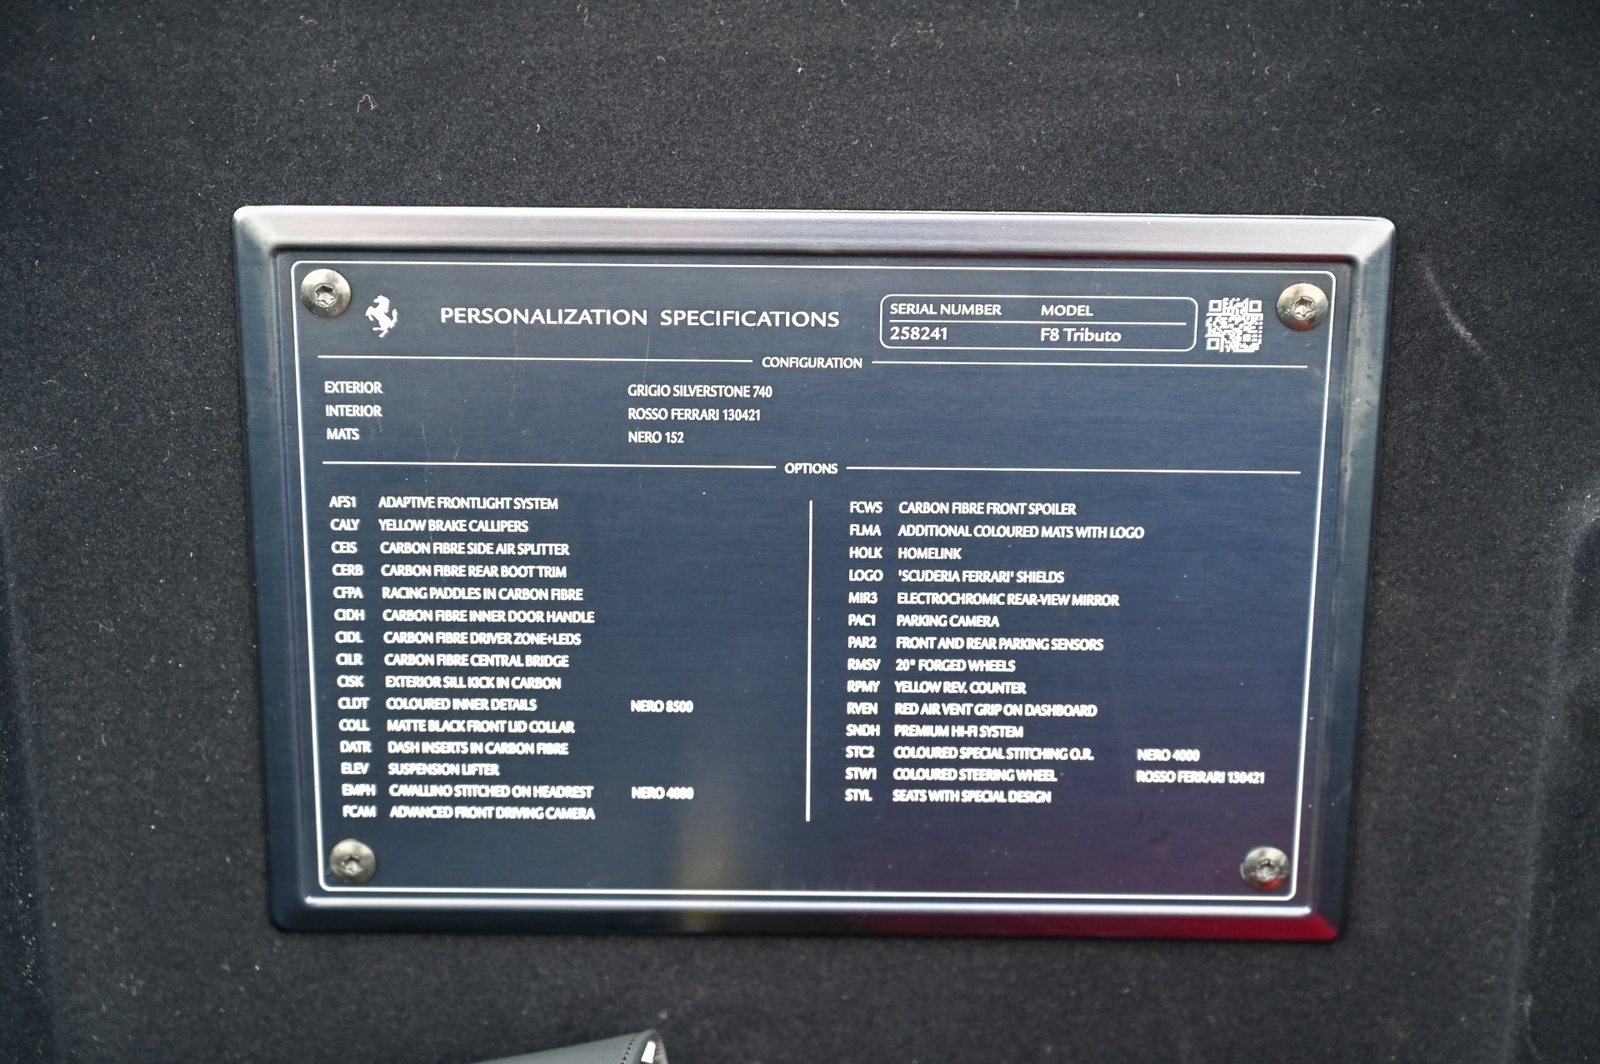 PERSONALIZATION SPECIFICATIONS
SERIAL NUMBER MODEL
258241 F8 Tributo
CONFIGURATION
EXTERIOR GRIGIO SILVERSTONE 740
INTERIOR ROSSO FERRARI 130421
MATS NERO 152
OPTIONS
AFS1 ADAPTIVE FRONTLIGHT SYSTEM
CALY YELLOW BRAKE CALLIPERS
CEIS CARBON FIBRE SIDE AIR SPLITTER
CERB CARBON FIBRE REAR BOOT TRIM
CFPA RACING PADDLES IN CARBON FIBRE
CIDH CARBON FIBRE INNER DOOR HANDLE
CIDL CARBON FIBRE DRIVER ZONE+LEDS
CILR CARBON FIBRE CENTRAL BRIDGE
CISK EXTERIOR SILL KICK IN CARBON
CLDT COLOURED INNER DETAILS NERO 8500
COLL MATTE BLACK FRONT LID COLLAR
DATR DASH INSERTS IN CARBON FIBRE
ELEV SUSPENSION LIFTER
EMPH CAVALLINO STITCHED ON HEADREST NERO 4000
FCAM ADVANCED FRONT DRIVING CAMERA
FCWS CARBON FIBRE FRONT SPOILER
FLMA ADDITIONAL COLOURED MATS WITH LOGO
HOLK HOMELINK
LOGO 'SCUDERIA FERRARI' SHIELDS
MIR3 ELECTROCHROMIC REAR-VIEW MIRROR
PAC1 PARKING CAMERA
PAR2 FRONT AND REAR PARKING SENSORS
RMSV 20" FORGED WHEELS
RPMY YELLOW REV. COUNTER
RVEN RED AIR VENT GRIP ON DASHBOARD
SNDH PREMIUM HI-FI SYSTEM
STC2 COLOURED SPECIAL STITCHING O.R. NERO 4000
STW1 COLOURED STEERING WHEEL ROSSO FERRARI 130421
STYL SEATS WITH SPECIAL DESIGN